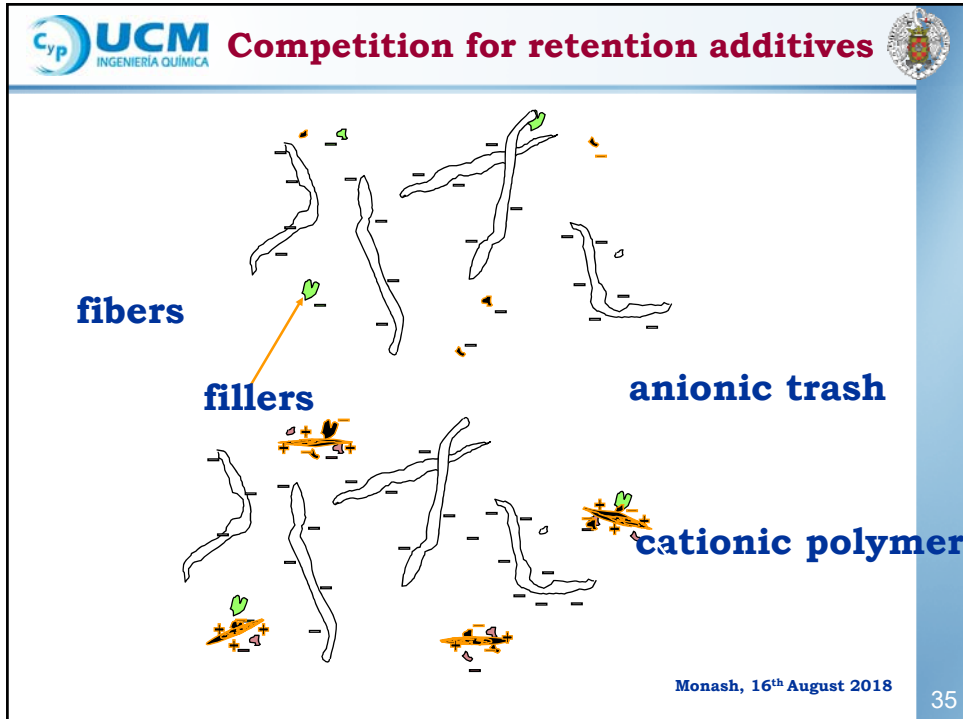 CyP UCM
INGENIERÍA QUÍMICA
Competition for retention additives
fibers
fillers
anionic trash
cationic polymer
Monash, 16th August 2018
35